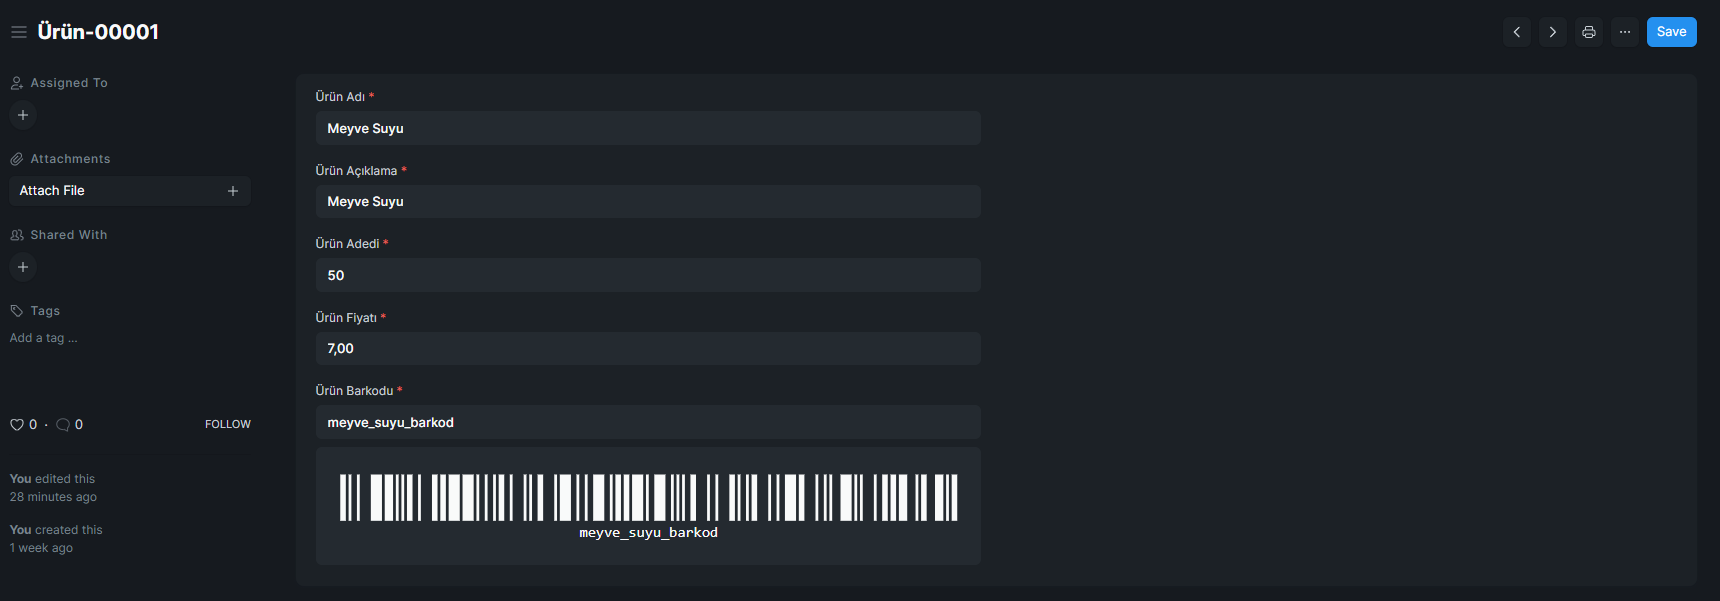 Ürün-00001
Save
Assigned To
Attachments
Attach File
Shared With
Tags
Add a tag ...
0 · 0
FOLLOW
You edited this
28 minutes ago
You created this
1 week ago
Ürün Adı *
Meyve Suyu
Ürün Açıklama *
Meyve Suyu
Ürün Adedi *
50
Ürün Fiyatı *
7,00
Ürün Barkodu *
meyve_suyu_barkod
meyve_suyu_barkod